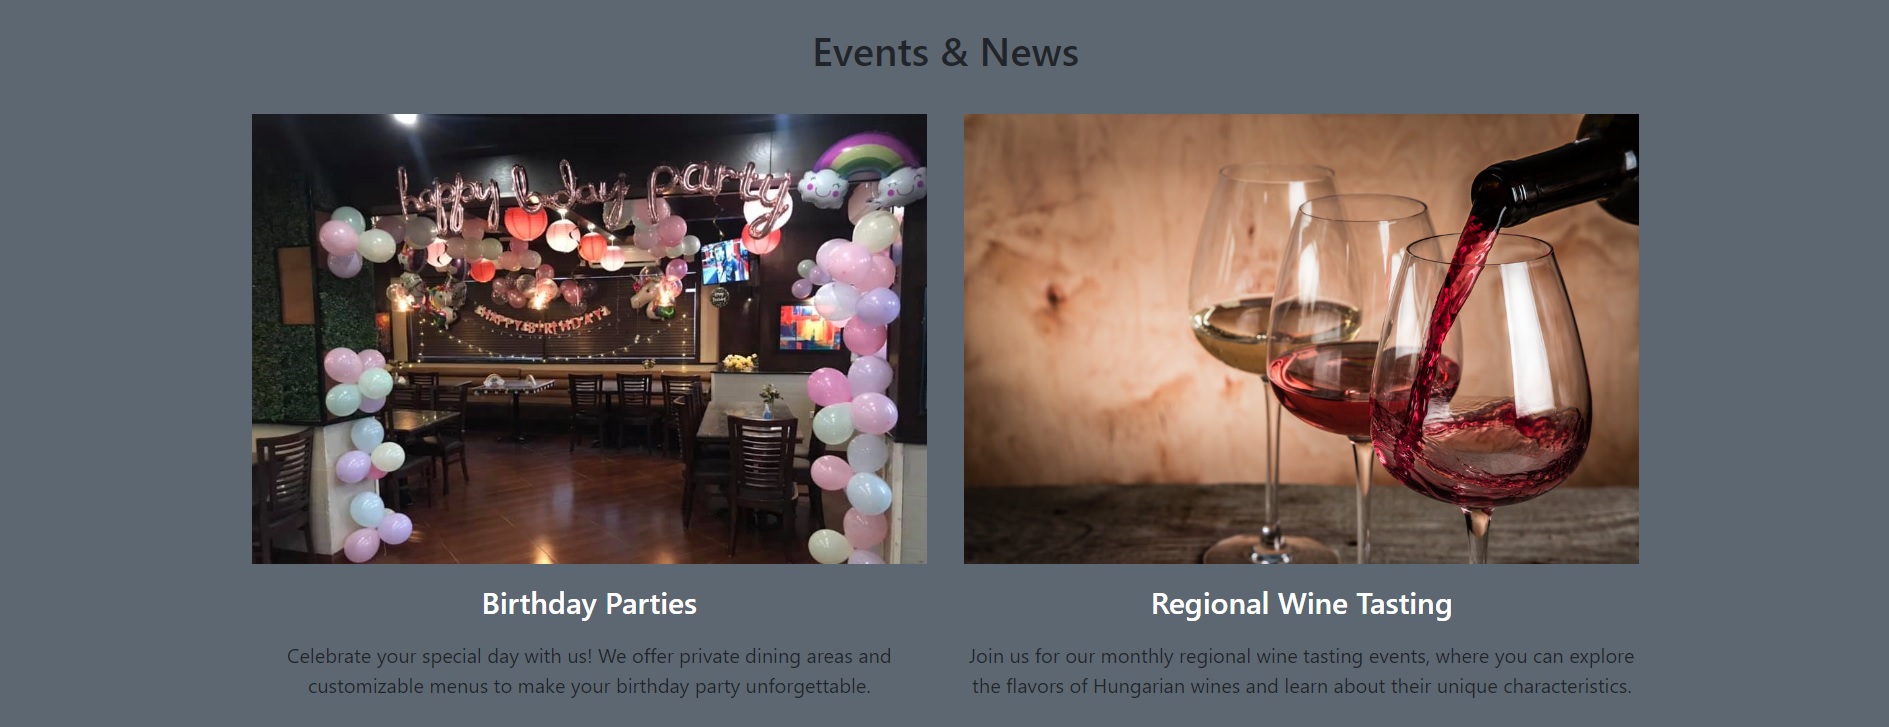 Events & News
happy bday party
HAPPY BIRTHDAY
Birthday Parties
Celebrate your special day with us! We offer private dining areas and
customizable menus to make your birthday party unforgettable.
Regional Wine Tasting
Join us for our monthly regional wine tasting events, where you can explore
the flavors of Hungarian wines and learn about their unique characteristics.